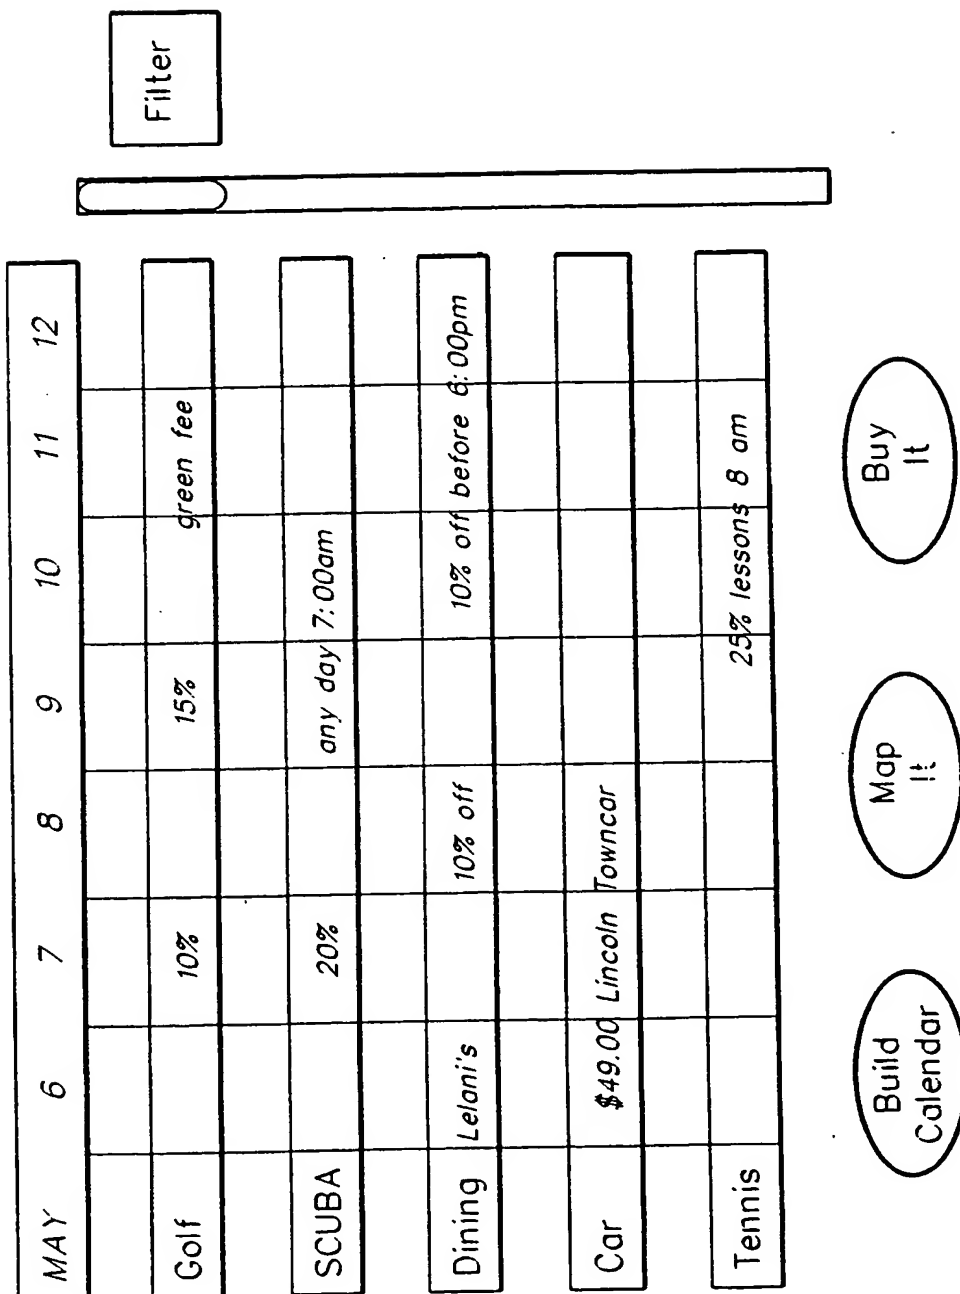 MAY 6 7 8 9 10 11 12
Filter
Golf 10% 15% green fee
SCUBA 20% any day 7:00am
Dining Lelani's 10% off 10% off before 6:00pm
Car $49.00 Lincoln Towncar
Tennis 25% lessons 8 am
Build
Calendar
Map
It
Buy
It